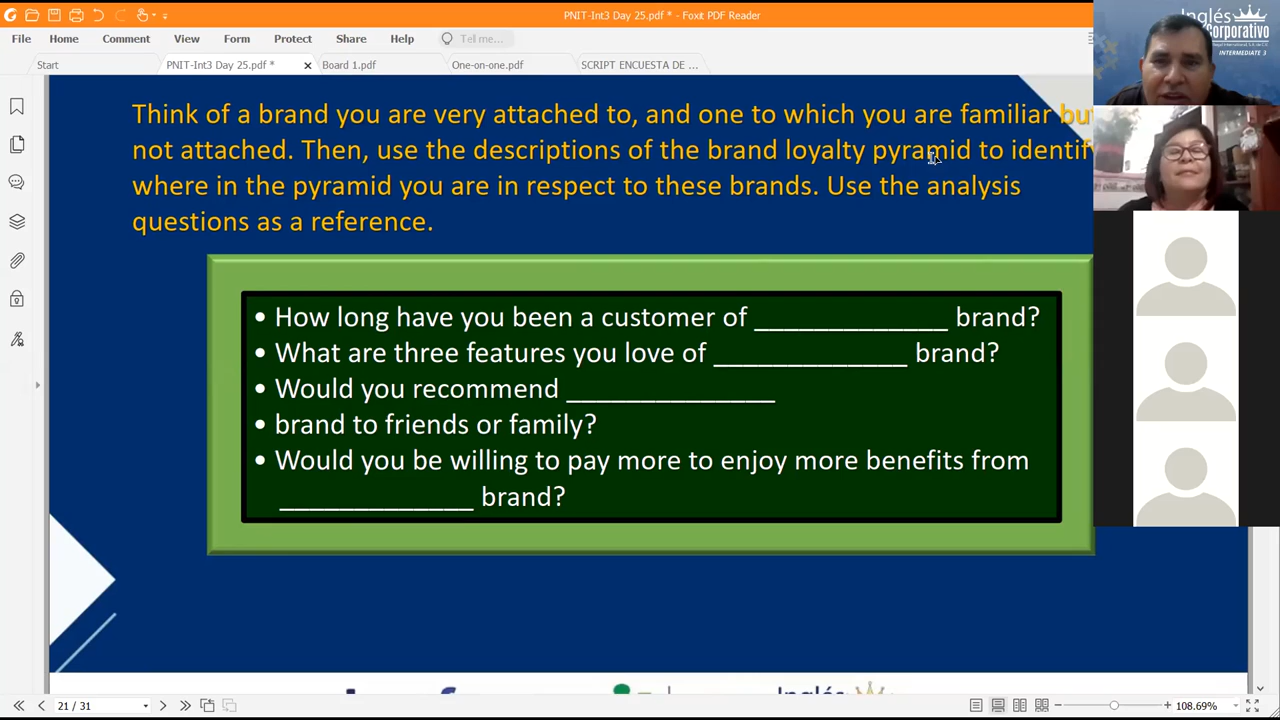 PNIT-Int3 Day 25.pdf * - Foxit PDF Reader
File Home Comment View Form Protect Share Help Tell me...
Start PNIT-Int3 Day 25.pdf * Board 1.pdf One-on-one.pdf SCRIPT ENCUESTA DE ...
Inglés
Corporativo
INTERMEDIATE 3
Think of a brand you are very attached to, and one to which you are familiar bu
not attached. Then, use the descriptions of the brand loyalty pyramid to identif
where in the pyramid you are in respect to these brands. Use the analysis
questions as a reference.
• How long have you been a customer of _____________ brand?
• What are three features you love of _____________ brand?
• Would you recommend ______________
• brand to friends or family?
• Would you be willing to pay more to enjoy more benefits from
_____________ brand?
Inglés
21 / 31
108.69%